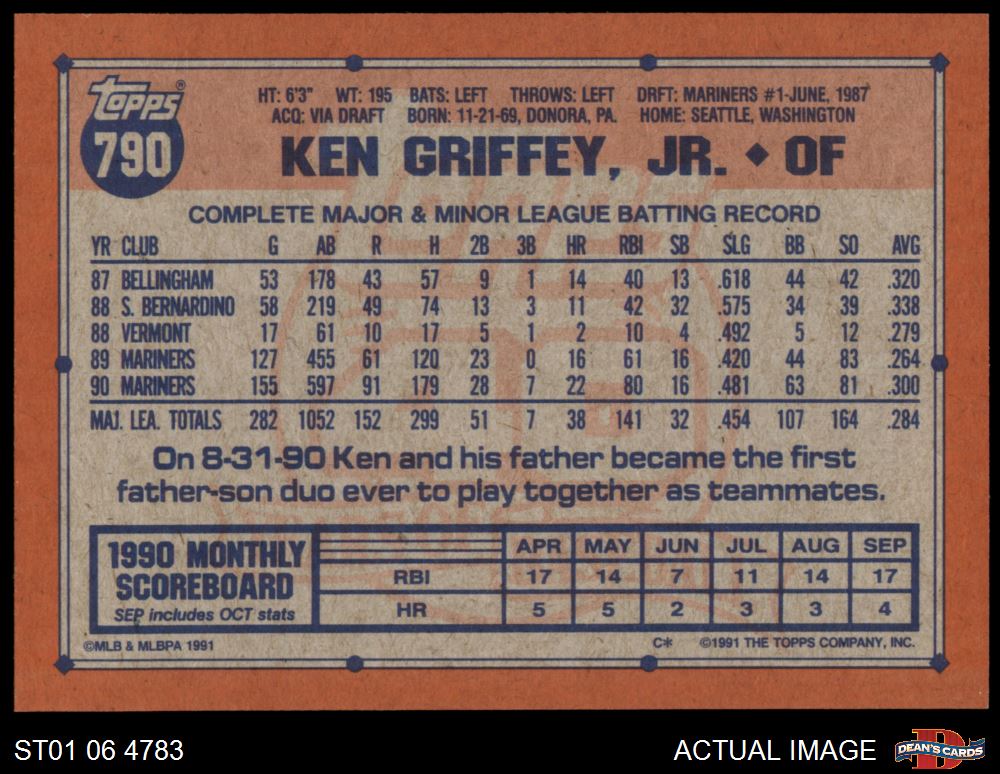 Topps®
790
HT: 6'3" WT: 195 BATS: LEFT THROWS: LEFT DRFT: MARINERS #1-JUNE, 1987
ACQ: VIA DRAFT BORN: 11-21-69, DONORA, PA. HOME: SEATTLE, WASHINGTON
KEN GRIFFEY, JR. ◆ OF
COMPLETE MAJOR & MINOR LEAGUE BATTING RECORD
YR CLUB G AB R H 2B 3B HR RBI SB SLG BB SO AVG
87 BELLINGHAM 53 178 43 57 9 1 14 40 13 .618 44 42 .320
88 S. BERNARDINO 58 219 49 74 13 3 11 42 32 .575 34 39 .338
88 VERMONT 17 61 10 17 5 1 2 10 4 .492 5 12 .279
89 MARINERS 127 455 61 120 23 0 16 61 16 .420 44 83 .264
90 MARINERS 155 597 91 179 28 7 22 80 16 .481 63 81 .300
MAJ. LEA. TOTALS 282 1052 152 299 51 7 38 141 32 .454 107 164 .284
On 8-31-90 Ken and his father became the first
father-son duo ever to play together as teammates.
1990 MONTHLY
SCOREBOARD
SEP includes OCT stats
APR MAY JUN JUL AUG SEP
RBI 17 14 7 11 14 17
HR 5 5 2 3 3 4
©MLB & MLBPA 1991
C* ©1991 THE TOPPS COMPANY, INC.
ST01 06 4783
ACTUAL IMAGE
DEAN'S CARDS